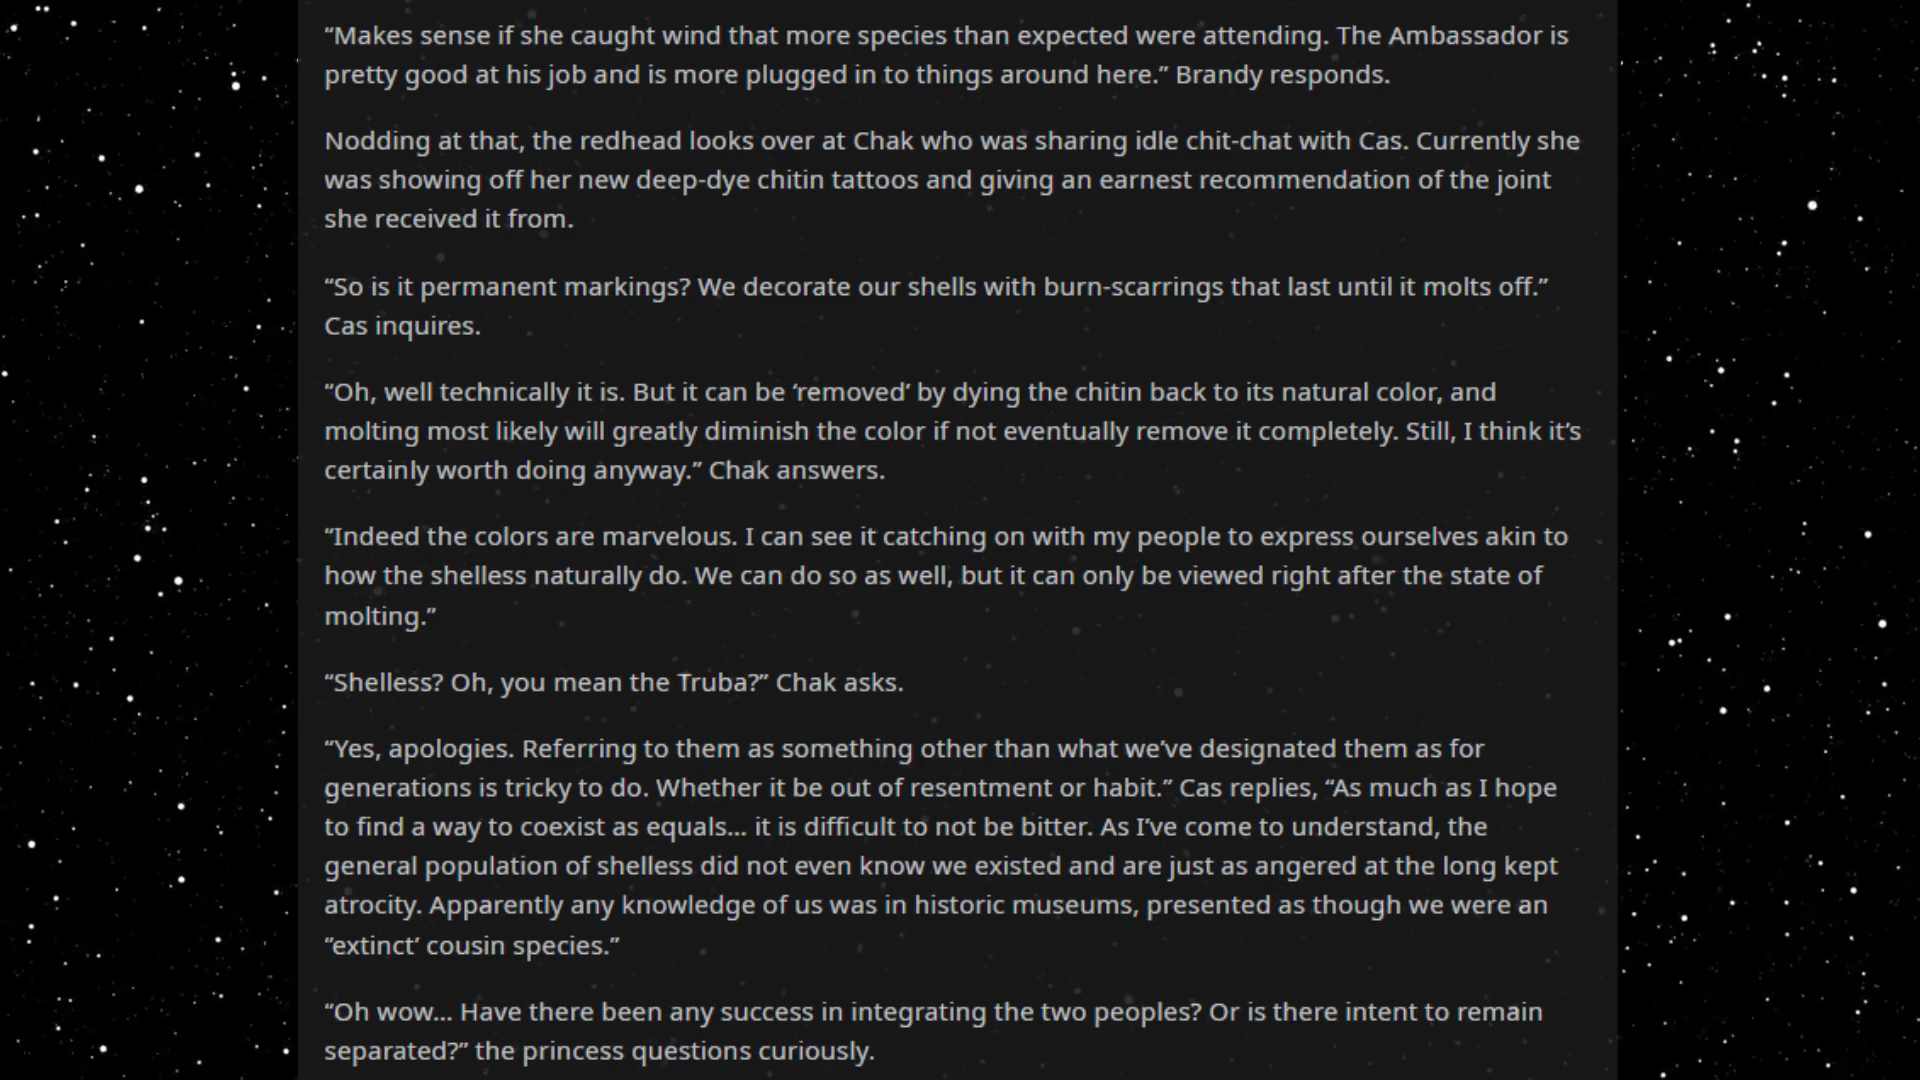 “Makes sense if she caught wind that more species than expected were attending. The Ambassador is
pretty good at his job and is more plugged in to things around here.” Brandy responds.
Nodding at that, the redhead looks over at Chak who was sharing idle chit-chat with Cas. Currently she
was showing off her new deep-dye chitin tattoos and giving an earnest recommendation of the joint
she received it from.
“So is it permanent markings? We decorate our shells with burn-scarrings that last until it molts off.”
Cas inquires.
“Oh, well technically it is. But it can be ‘removed’ by dying the chitin back to its natural color, and
molting most likely will greatly diminish the color if not eventually remove it completely. Still, I think it’s
certainly worth doing anyway.” Chak answers.
“Indeed the colors are marvelous. I can see it catching on with my people to express ourselves akin to
how the shelless naturally do. We can do so as well, but it can only be viewed right after the state of
molting.”
“Shelless? Oh, you mean the Truba?” Chak asks.
“Yes, apologies. Referring to them as something other than what we’ve designated them as for
generations is tricky to do. Whether it be out of resentment or habit.” Cas replies, “As much as I hope
to find a way to coexist as equals… it is difficult to not be bitter. As I’ve come to understand, the
general population of shelless did not even know we existed and are just as angered at the long kept
atrocity. Apparently any knowledge of us was in historic museums, presented as though we were an
“extinct’ cousin species.”
“Oh wow… Have there been any success in integrating the two peoples? Or is there intent to remain
separated?” the princess questions curiously.